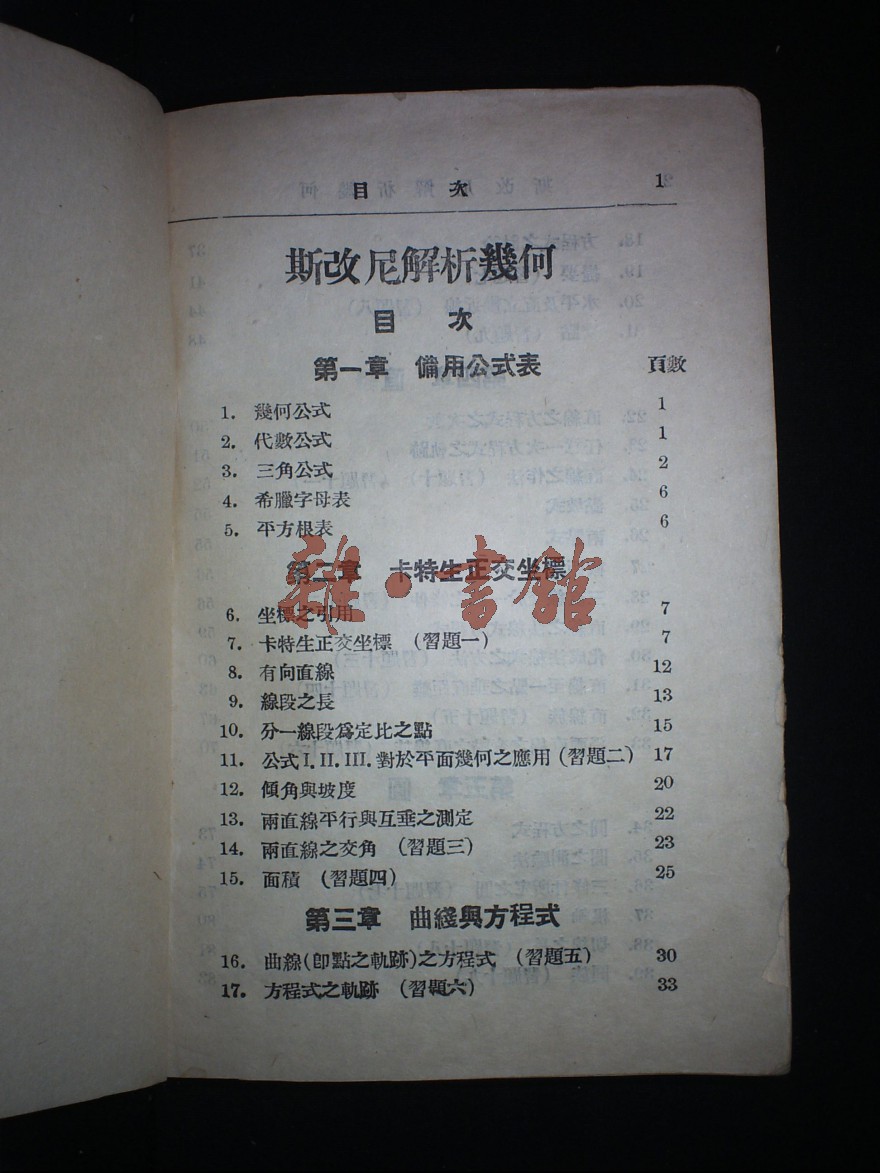 目 次 1
斯改尼解析幾何
目 次
第一章 備用公式表 頁數
1. 幾何公式 1
2. 代數公式 1
3. 三角公式 2
4. 希臘字母表 6
5. 平方根表 6
第二章 卡特生正交坐標
雜·書館
6. 坐標之引用 7
7. 卡特生正交坐標 (習題一) 7
8. 有向直線 12
9. 線段之長 13
10. 分一線段爲定比之點 15
11. 公式I.II.III.對於平面幾何之應用(習題二) 17
12. 傾角與坡度 20
13. 兩直線平行與互垂之測定 22
14. 兩直線之交角 (習題三) 23
15. 面積 (習題四) 25
第三章 曲綫與方程式
16. 曲線(卽點之軌跡)之方程式 (習題五) 30
17. 方程式之軌跡 (習題六) 33